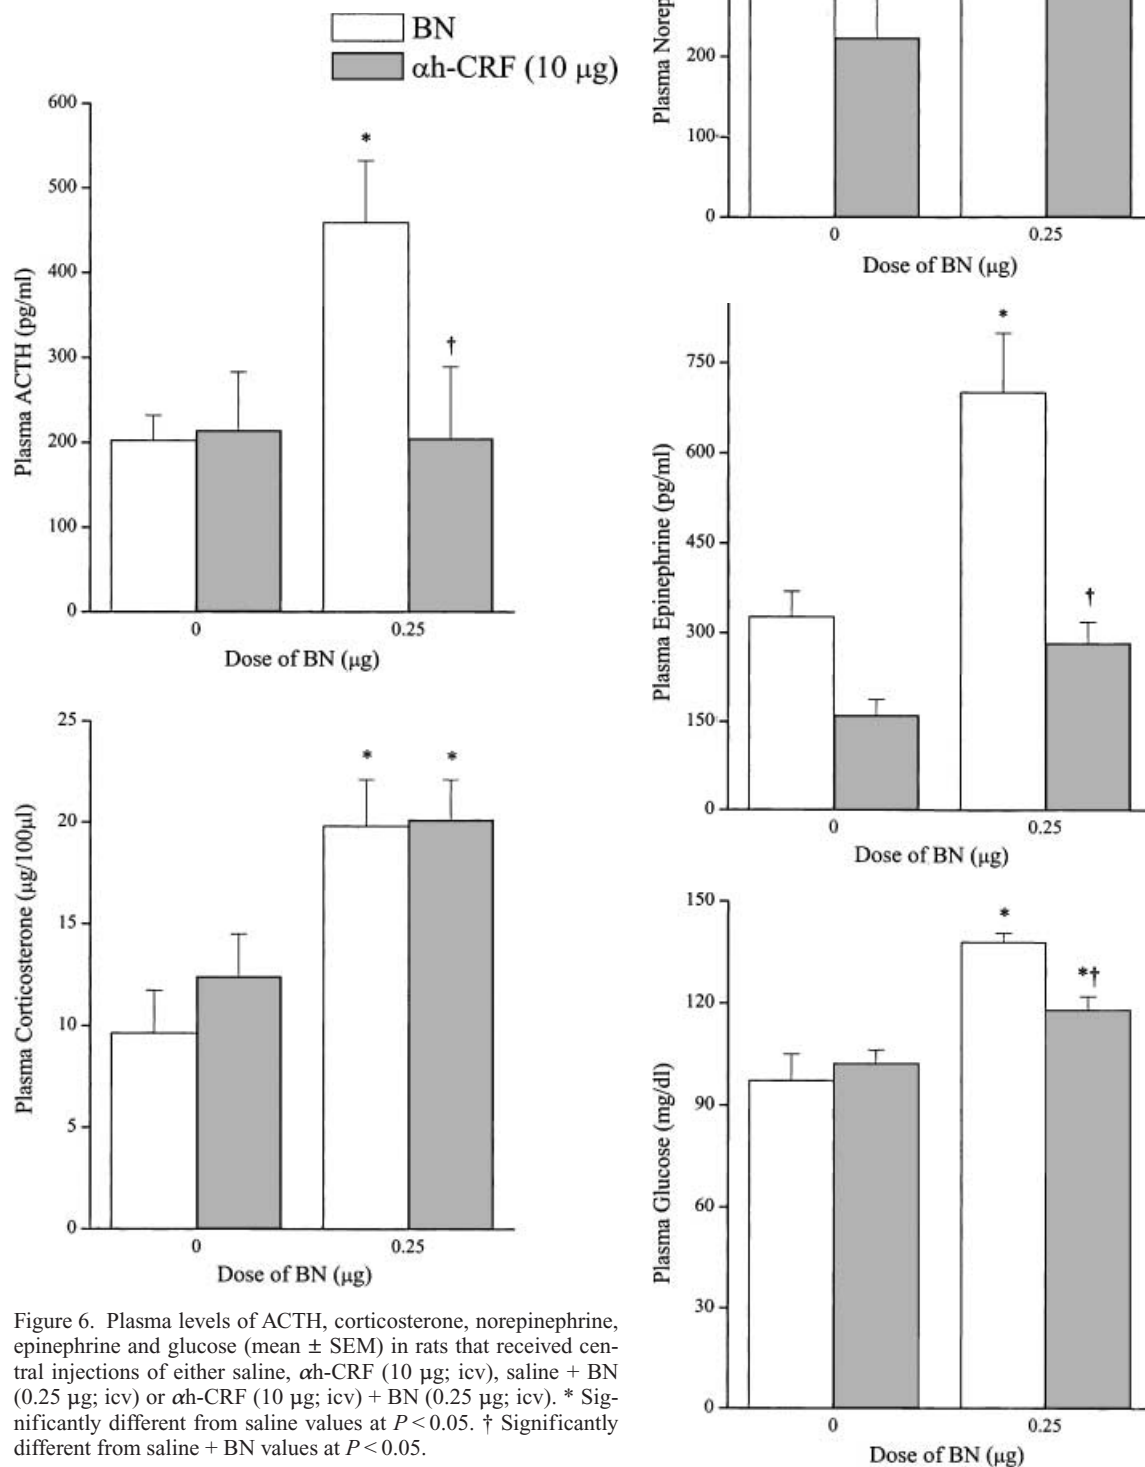 BN
αh-CRF (10 μg)
600
500
400
300
200
100
0
Plasma ACTH (pg/ml)
*
†
0
0.25
Dose of BN (μg)
25
20
15
10
5
0
Plasma Corticosterone (μg/100μl)
*
*
0
0.25
Dose of BN (μg)
Figure 6. Plasma levels of ACTH, corticosterone, norepinephrine,
epinephrine and glucose (mean ± SEM) in rats that received cen-
tral injections of either saline, αh-CRF (10 μg; icv), saline + BN
(0.25 μg; icv) or αh-CRF (10 μg; icv) + BN (0.25 μg; icv). * Sig-
nificantly different from saline values at P < 0.05. † Significantly
different from saline + BN values at P < 0.05.
Plasma Norep
200
100
0
0
0.25
Dose of BN (μg)
750
600
450
300
150
0
Plasma Epinephrine (pg/ml)
*
†
0
0.25
Dose of BN (μg)
150
120
90
60
30
0
Plasma Glucose (mg/dl)
*
*†
0
0.25
Dose of BN (μg)